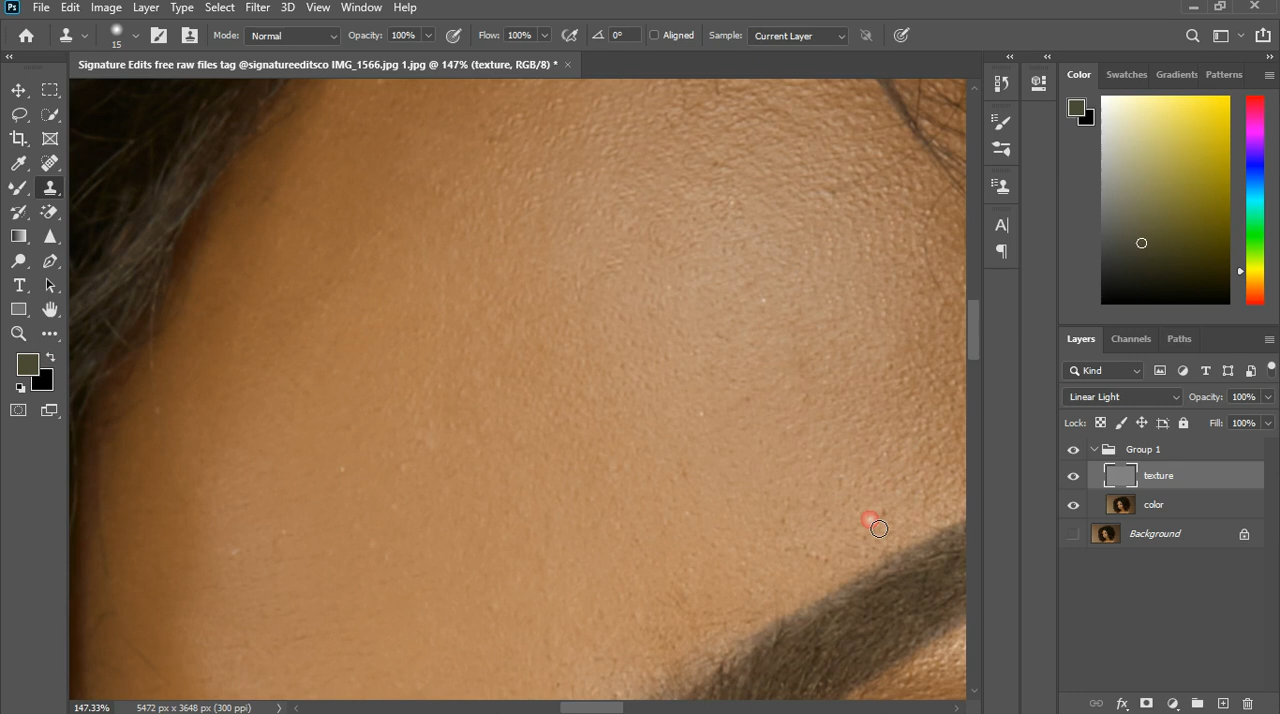 Ps File Edit Image Layer Type Select Filter 3D View Window Help
15 Mode: Normal Opacity: 100% Flow: 100% 0° Aligned Sample: Current Layer
Signature Edits free raw files tag @signatureeditsco IMG_1566.jpg 1.jpg @ 147% (texture, RGB/8) *
Color Swatches Gradients Patterns
Layers Channels Paths
Kind
Linear Light Opacity: 100%
Lock: Fill: 100%
Group 1
texture
color
Background
147.33% 5472 px x 3648 px (300 ppi)